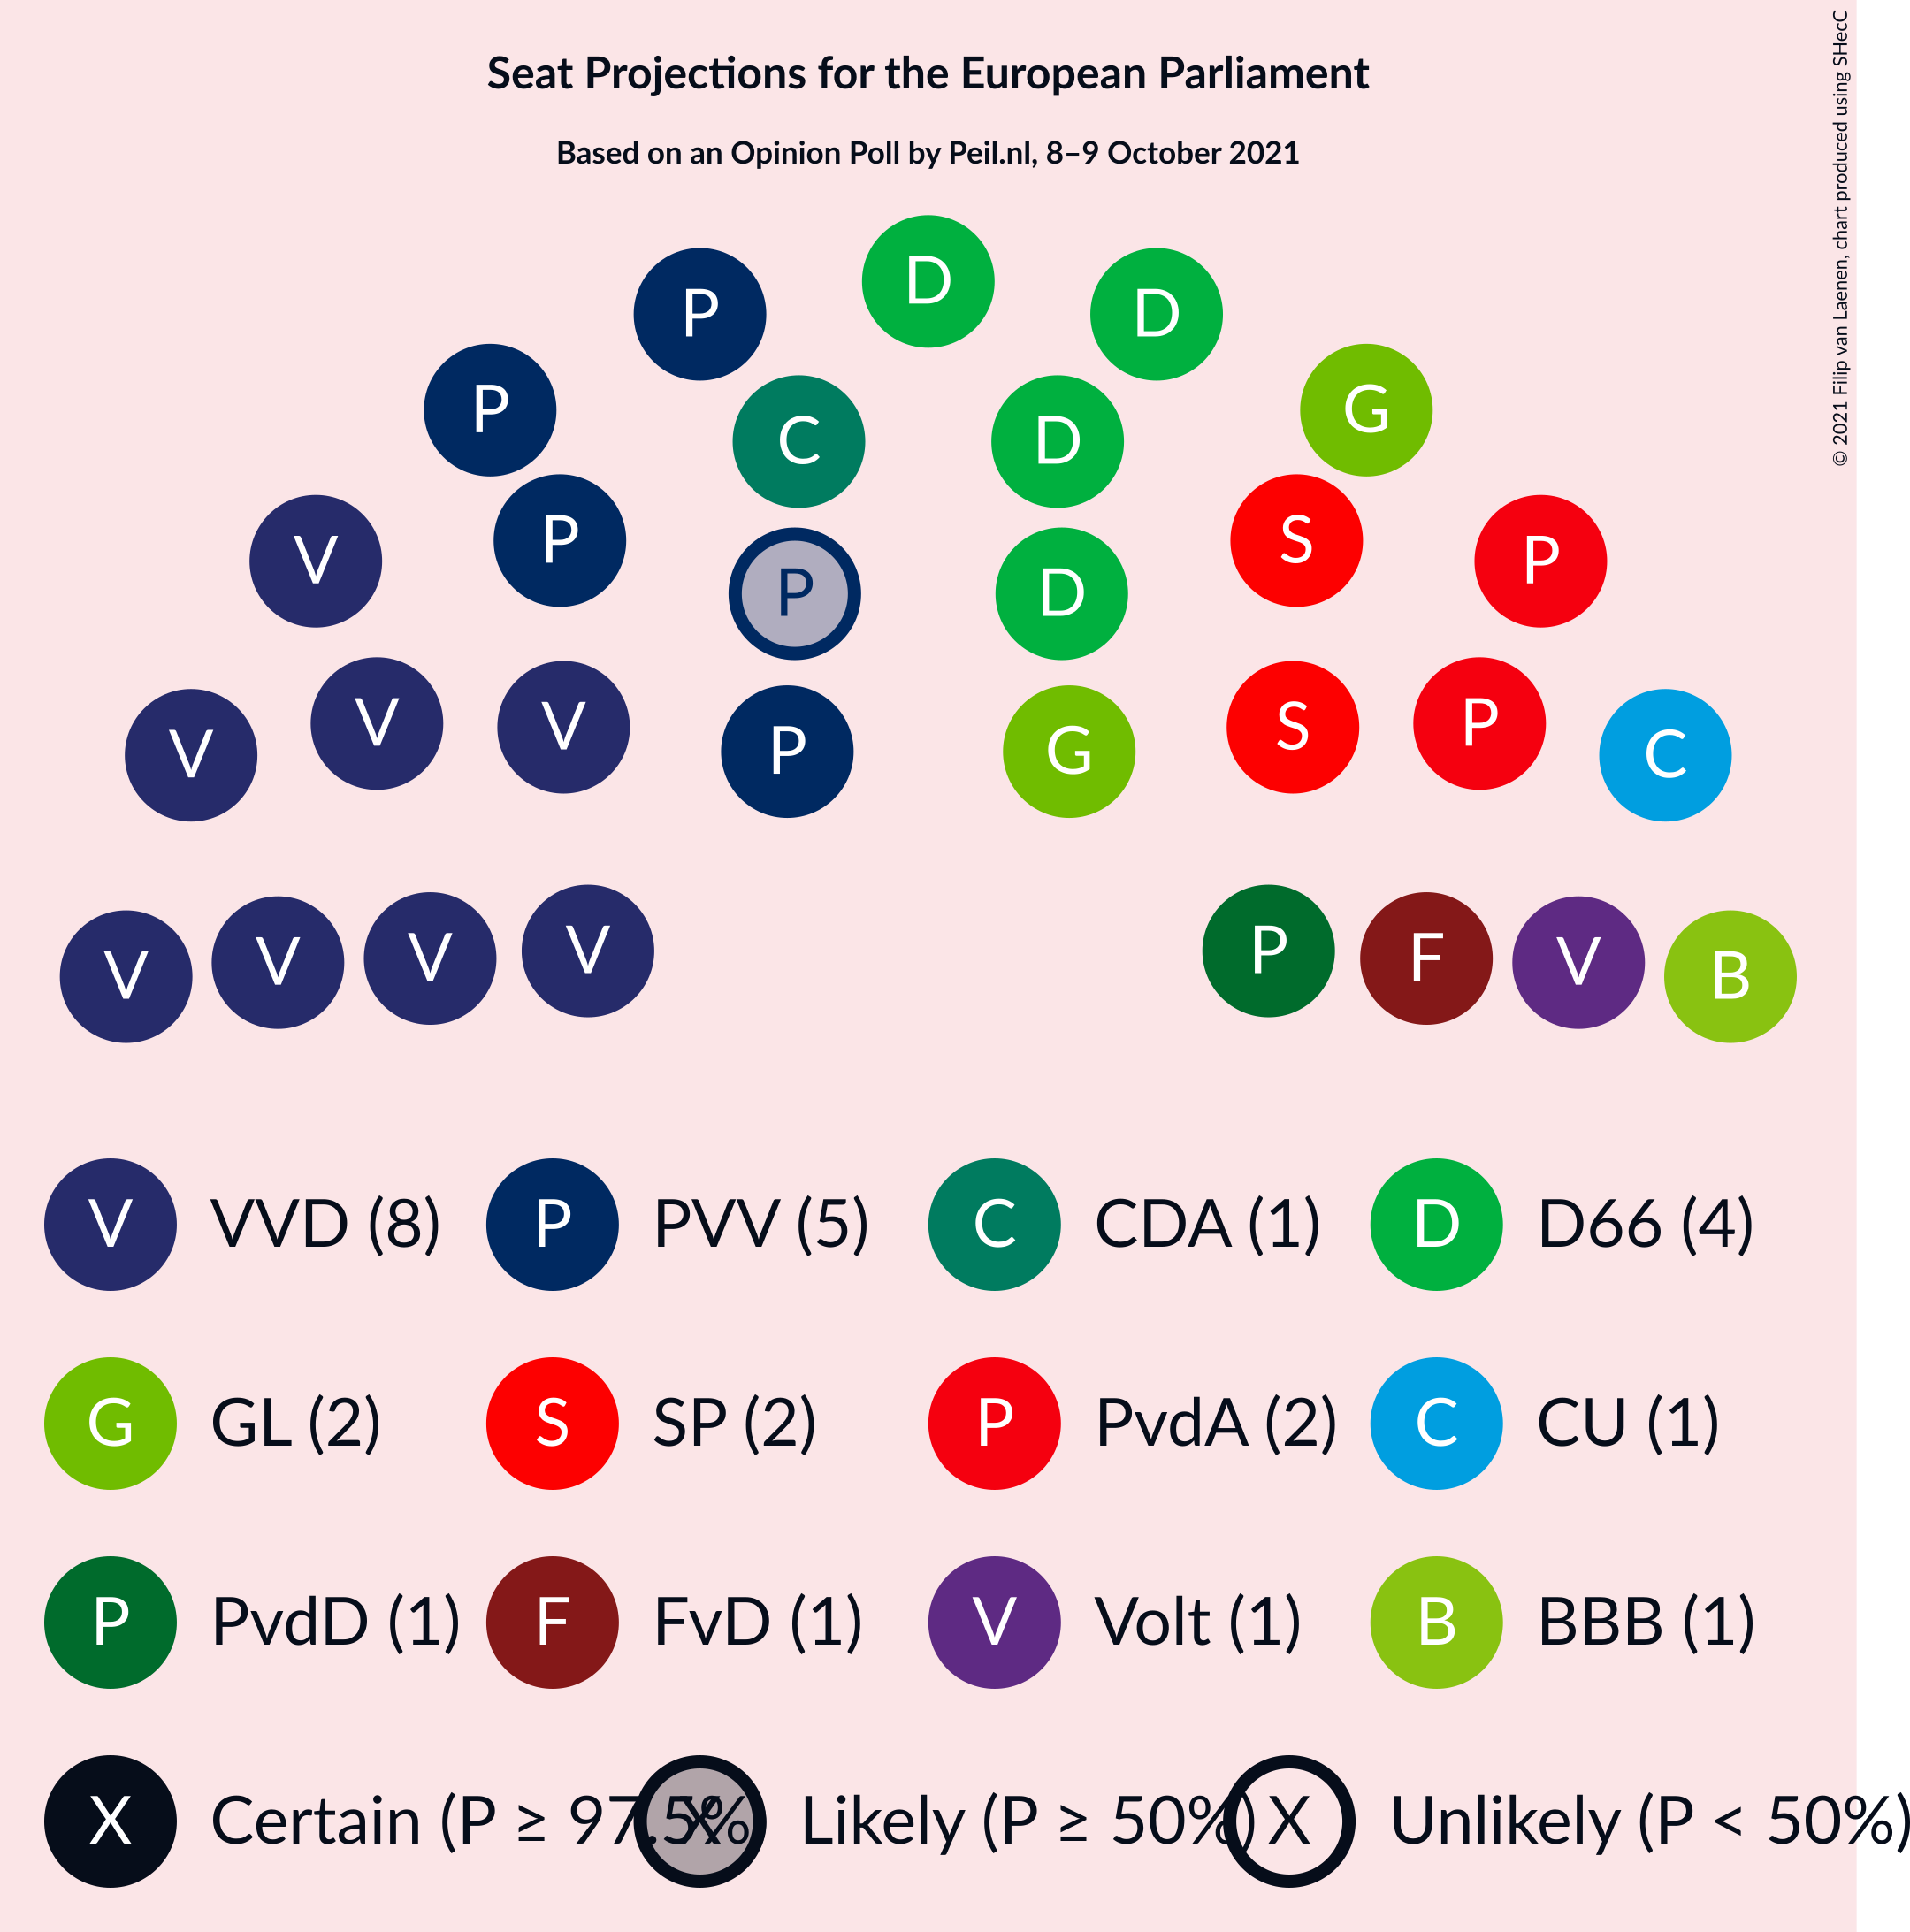 Seat Projections for the European Parliament
Based on an Opinion Poll by Peil.nl, 8–9 October 2021
© 2021 Filip van Laenen, chart produced using SHecC
D
P D
P G
C D
P S
V P
P D
V S
V P
P G
V C
V V V V P F V B
V VVD (8) P PVV (5) C CDA (1) D D66 (4)
G GL (2) S SP (2) P PvdA (2) C CU (1)
P PvdD (1) F FvD (1) V Volt (1) B BBB (1)
X Certain (P ≥ 97.5% X Likely (P ≥ 50%) X Unlikely (P < 50%)